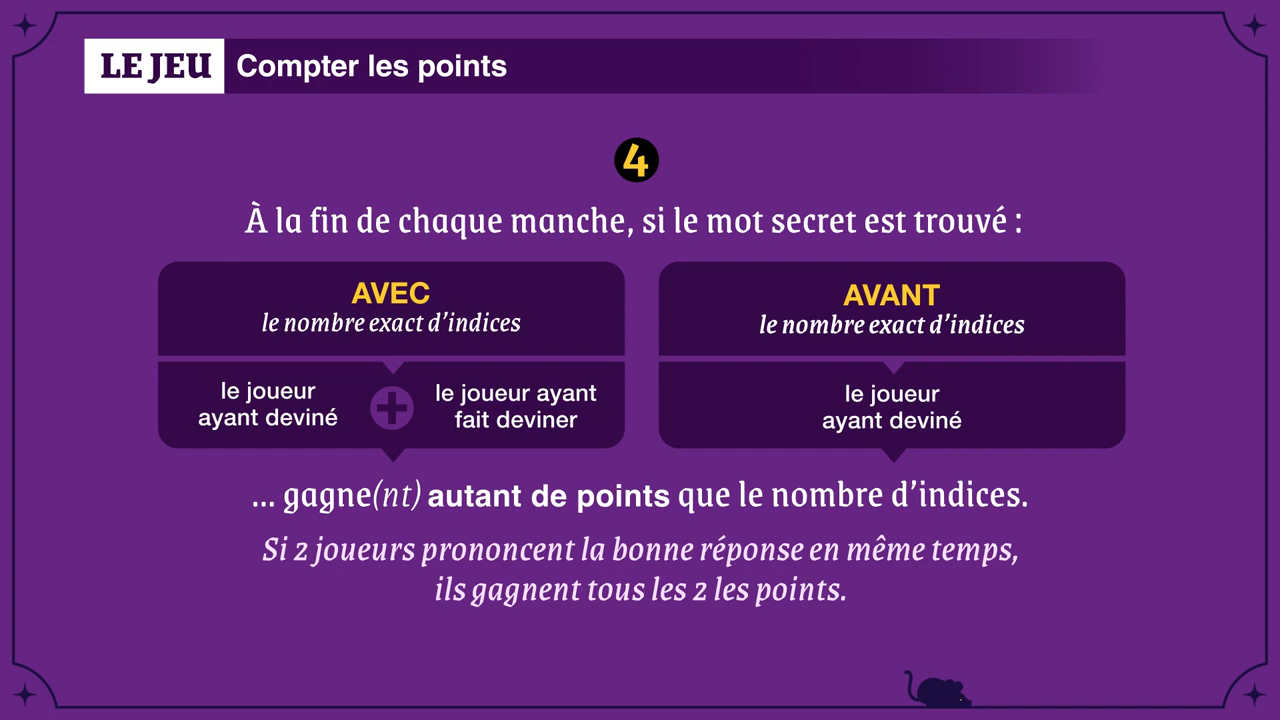 LE JEU Compter les points
4
À la fin de chaque manche, si le mot secret est trouvé :
AVEC
le nombre exact d’indices
le joueur
ayant deviné
+
le joueur ayant
fait deviner
AVANT
le nombre exact d’indices
le joueur
ayant deviné
... gagne(nt) autant de points que le nombre d’indices.
Si 2 joueurs prononcent la bonne réponse en même temps,
ils gagnent tous les 2 les points.